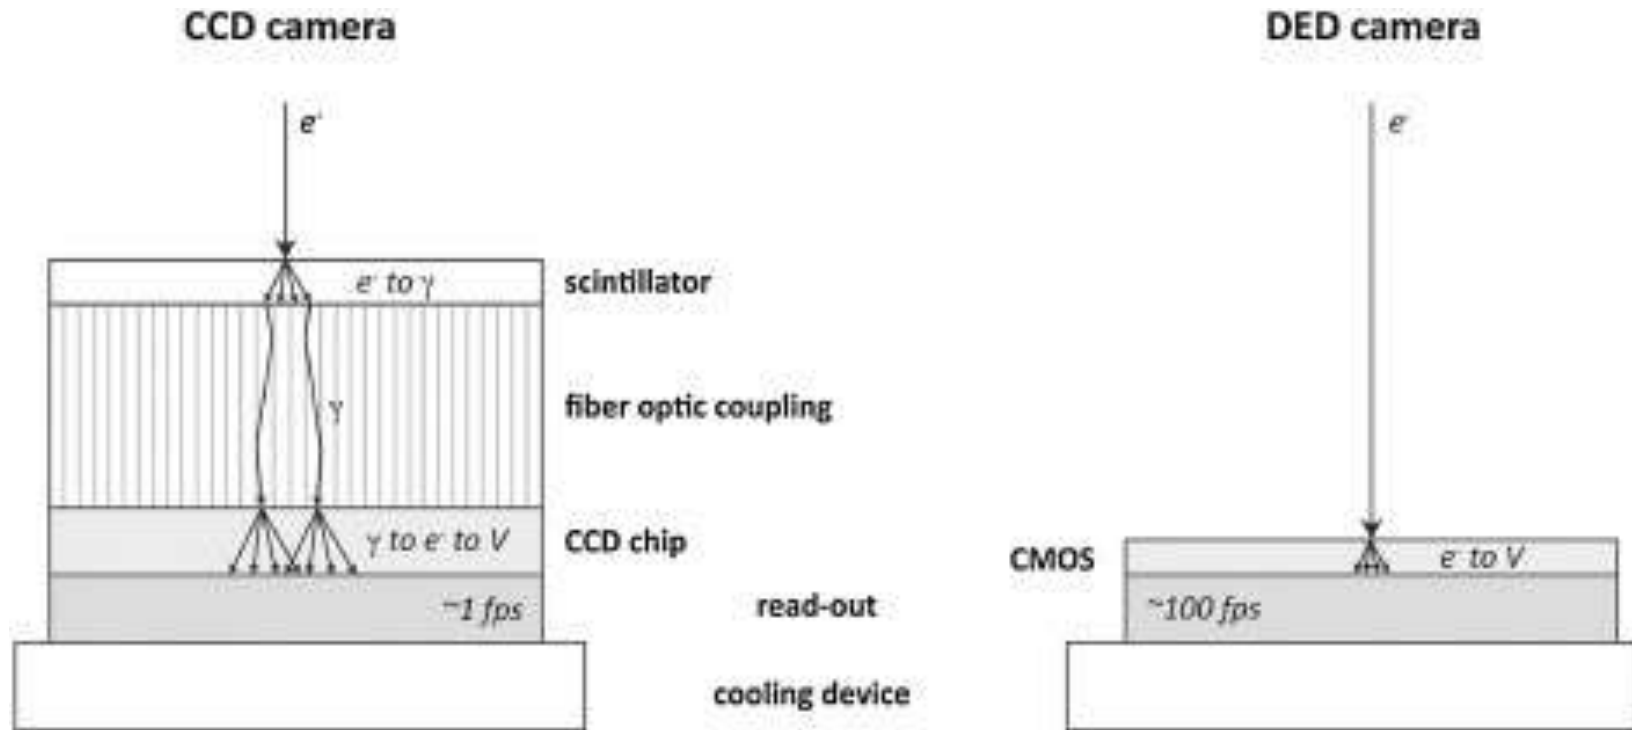 CCD camera
DED camera
e-
e-
e- to γ
scintillator
γ
fiber optic coupling
γ to e- to V
CCD chip
CMOS
e- to V
~1 fps
read-out
~100 fps
cooling device